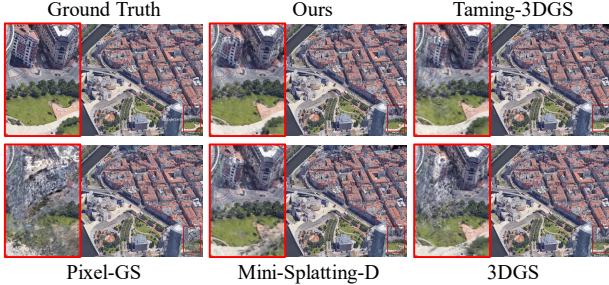 Ground Truth
Ours
Taming-3DGS
Pixel-GS
Mini-Splatting-D
3DGS